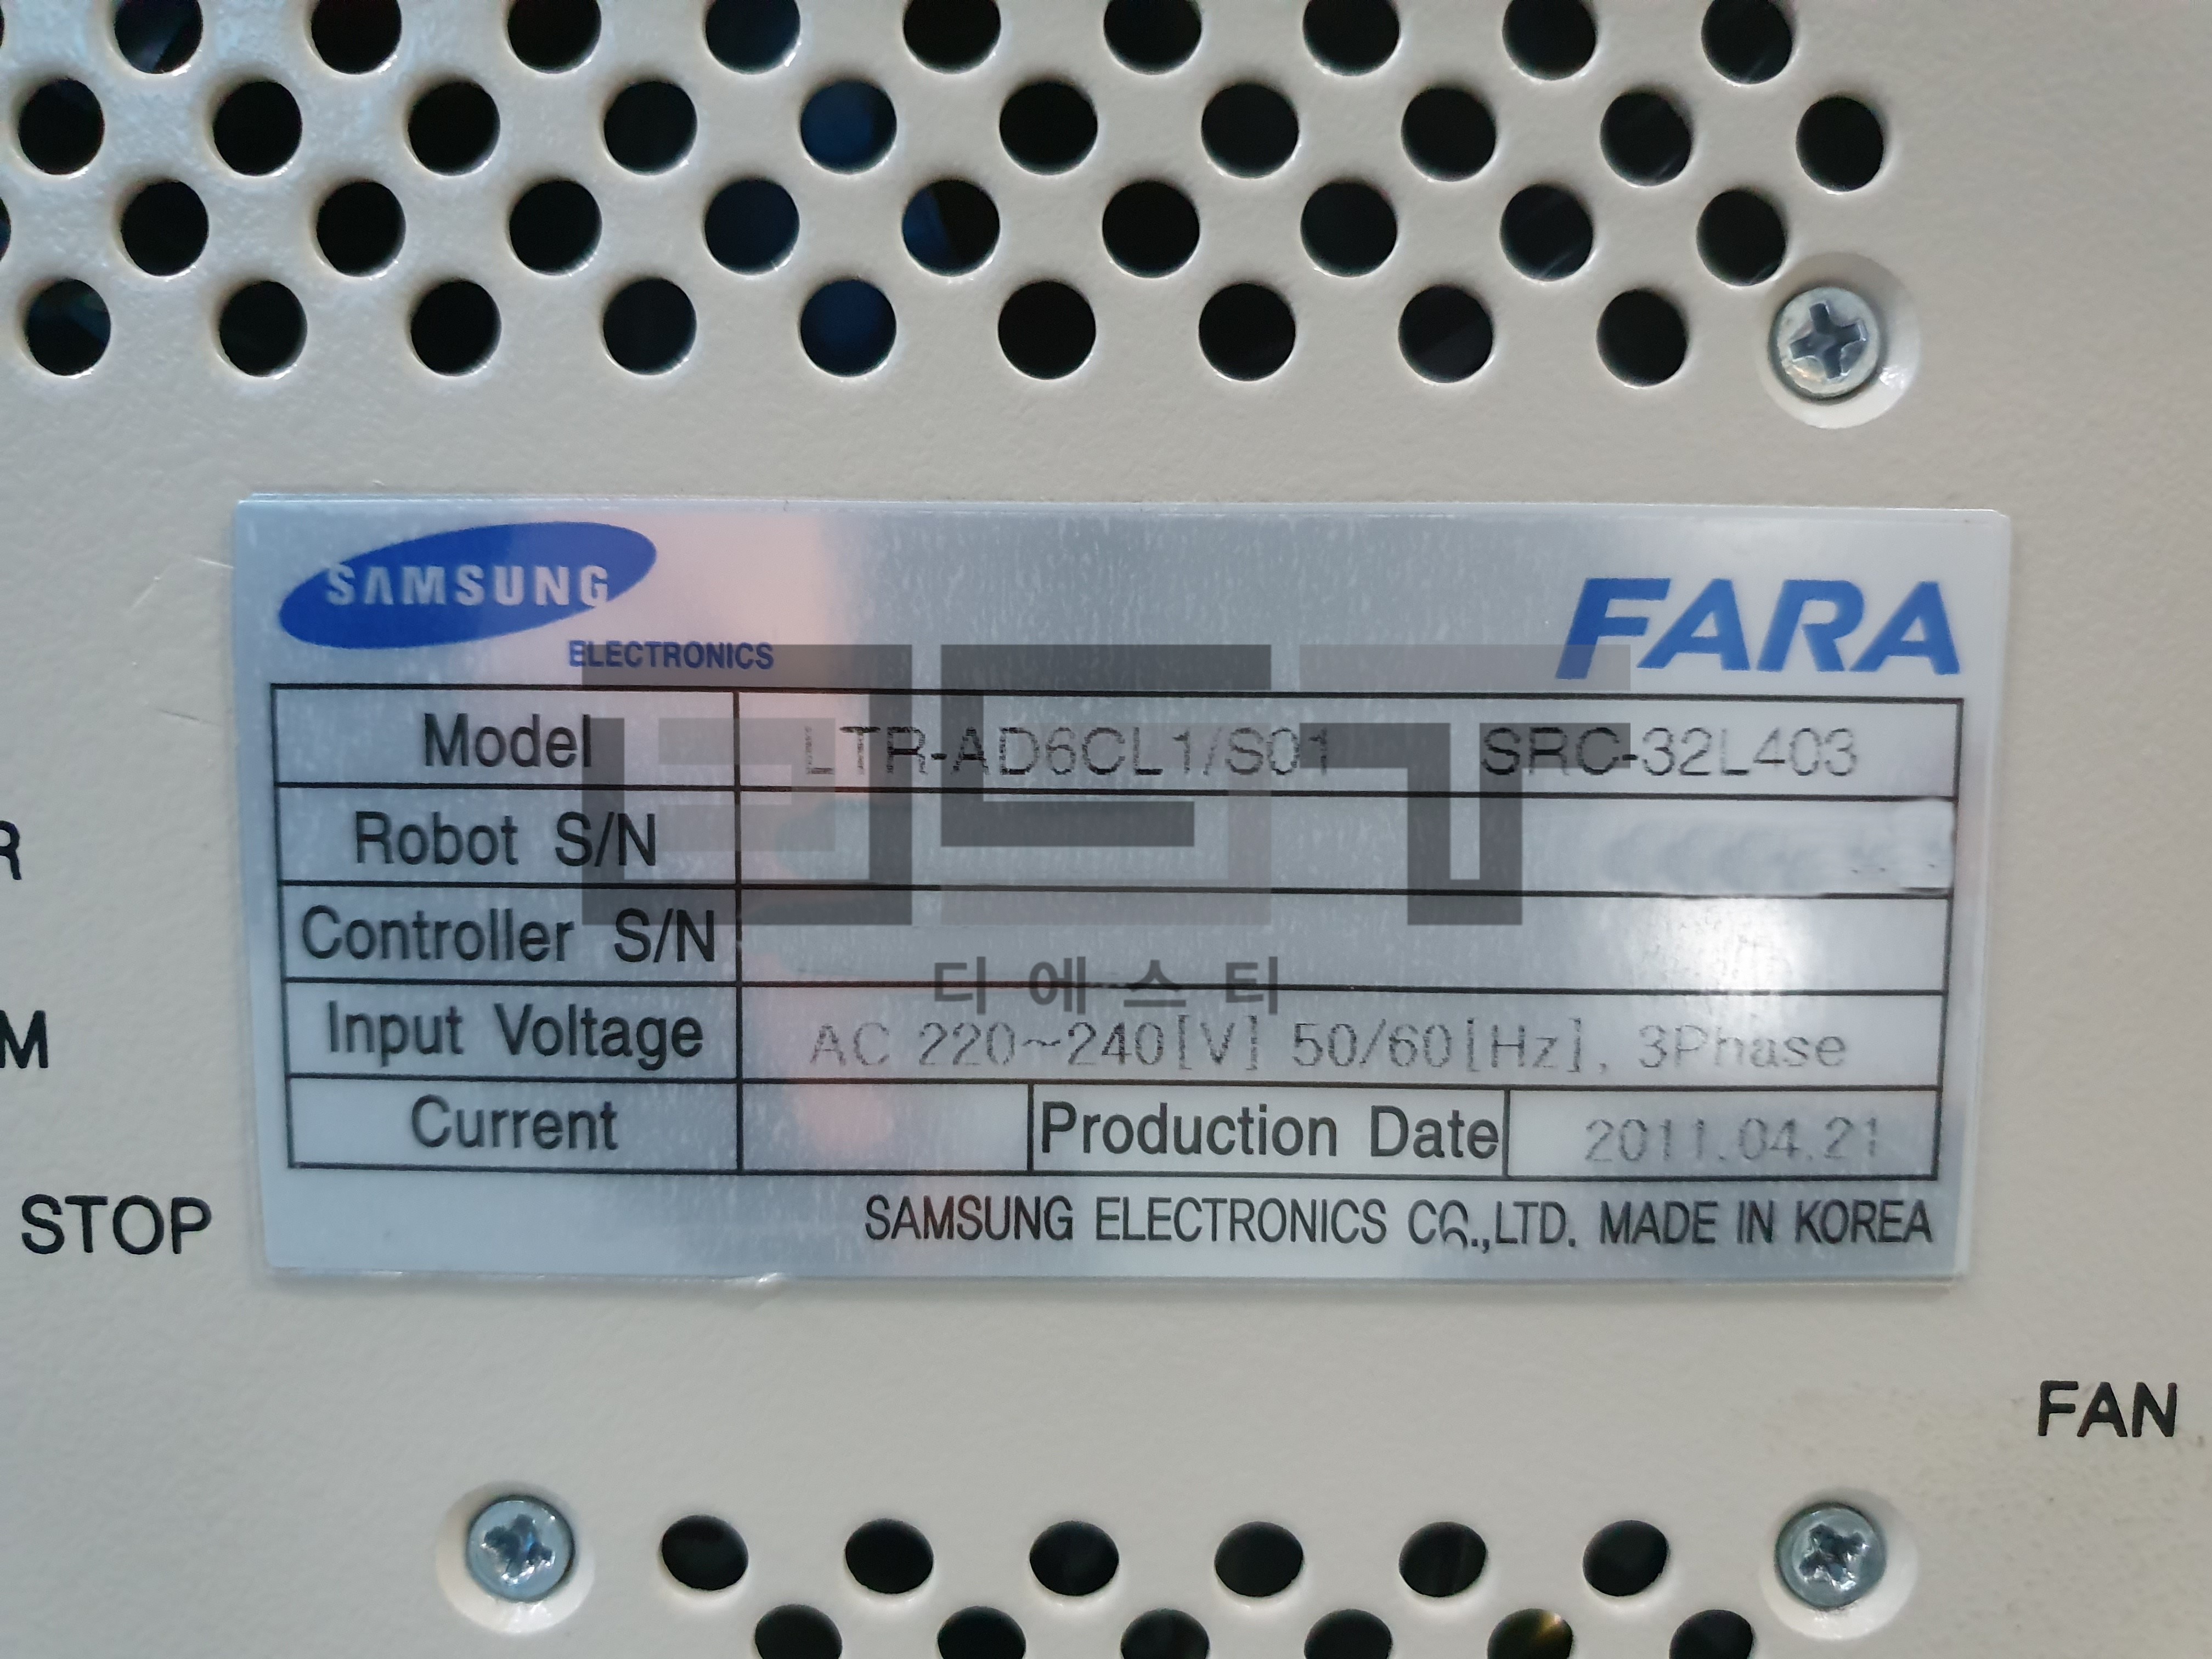 SAMSUNG
ELECTRONICS
FARA
DST
Model LTR-AD6CL1/S01 SRC-32L403
R
Robot S/N
Controller S/N
디에스티
M
Input Voltage AC 220~240[V] 50/60[Hz], 3Phase
Current Production Date 2011.04.21
STOP
SAMSUNG ELECTRONICS CO.,LTD. MADE IN KOREA
FAN